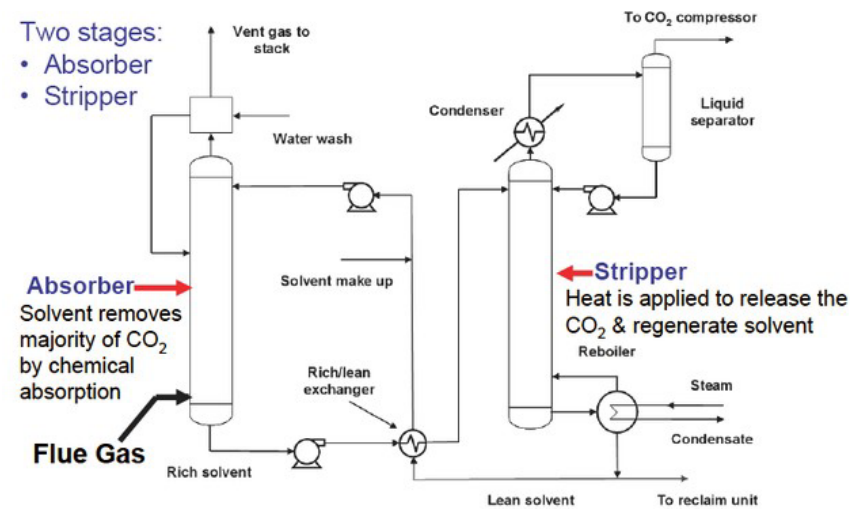 Two stages:
• Absorber
• Stripper
Vent gas to
stack
Water wash
To CO₂ compressor
Condenser
Liquid
separator
Solvent make up
Absorber
Solvent removes
majority of CO₂
by chemical
absorption
Stripper
Heat is applied to release the
CO₂ & regenerate solvent
Reboiler
Rich/lean
exchanger
Steam
Condensate
Flue Gas
Rich solvent
Lean solvent
To reclaim unit